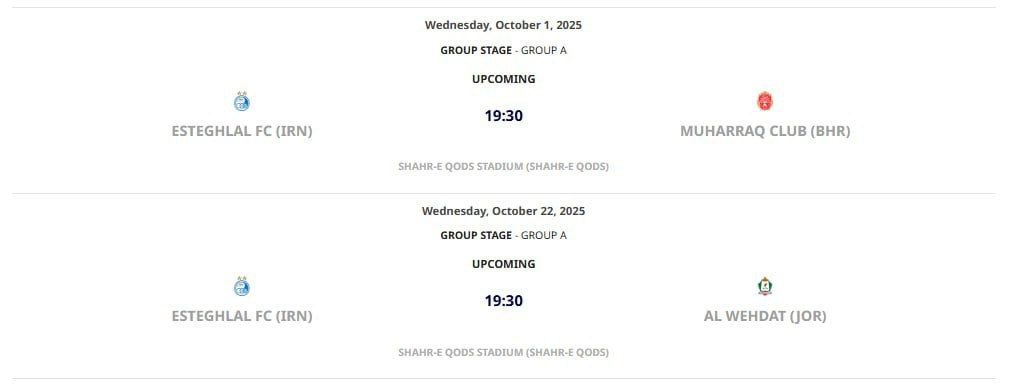 Wednesday, October 1, 2025
GROUP STAGE - GROUP A
UPCOMING
19:30
ESTEGHLAL FC (IRN)
MUHARRAQ CLUB (BHR)
SHAHR-E QODS STADIUM (SHAHR-E QODS)
Wednesday, October 22, 2025
GROUP STAGE - GROUP A
UPCOMING
19:30
ESTEGHLAL FC (IRN)
AL WEHDAT (JOR)
SHAHR-E QODS STADIUM (SHAHR-E QODS)